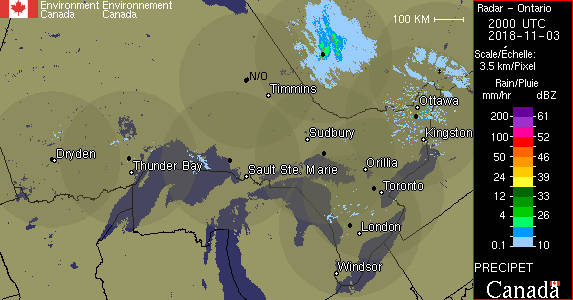 Environment Environnement
Canada Canada
100 KM
N/O
Timmins
Ottawa
Kingston
Sudbury
Dryden
Thunder Bay
Sault Ste. Marie
Orillia
Toronto
London
Windsor
Radar - Ontario
2000 UTC
2018-11-03
Scale/Échelle:
3.5 km/Pixel
Rain/Pluie
mm/hr dBZ
200 61
100 52
50 46
24 39
12 33
4 26
2 20
0.1 10
PRECIPET
Canada